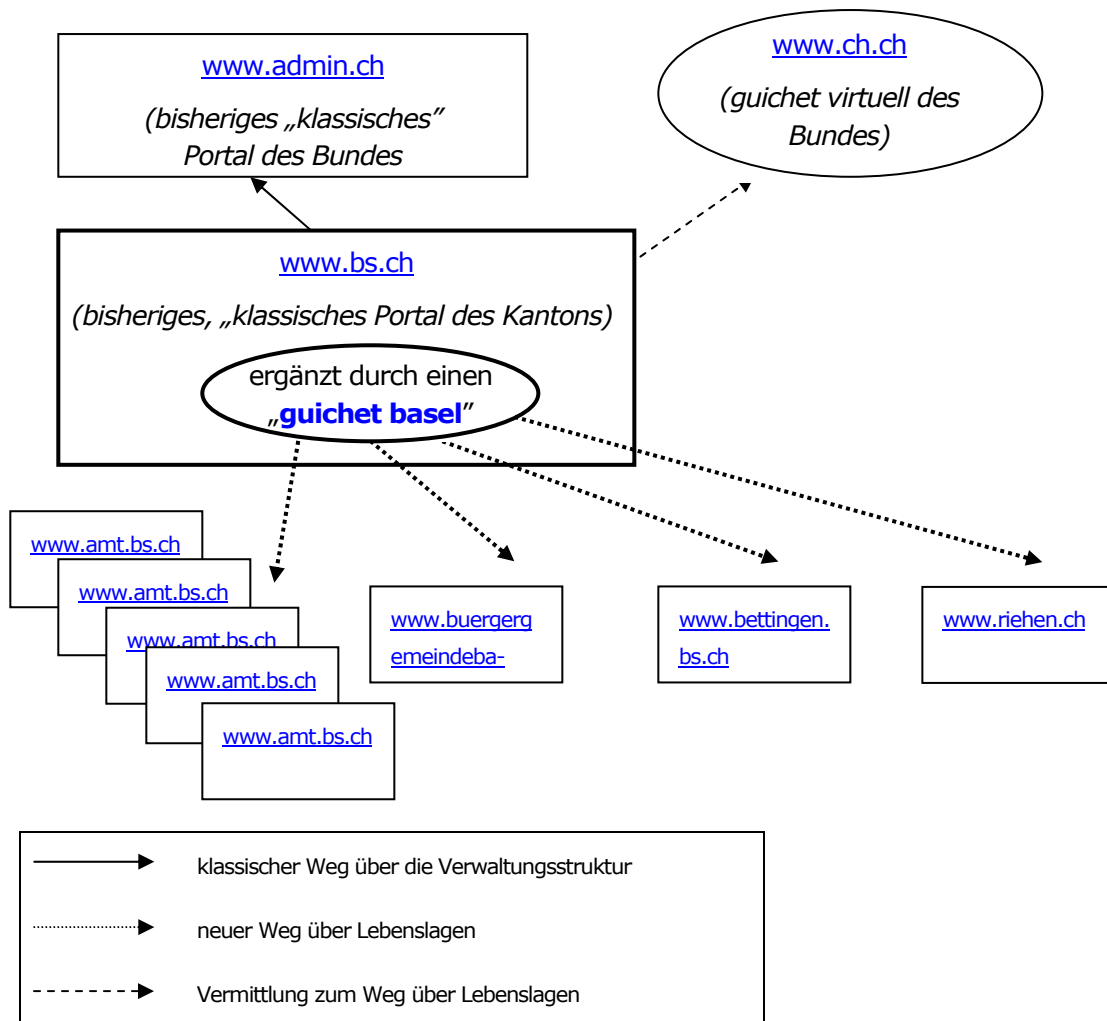 www.admin.ch
(bisheriges „klassisches”
Portal des Bundes
www.ch.ch
(guichet virtuell des
Bundes)
www.bs.ch
(bisheriges, „klassisches Portal des Kantons)
ergänzt durch einen
„guichet basel”
www.amt.bs.ch
www.amt.bs.ch
www.amt.bs.ch
www.amt.bs.ch
www.amt.bs.ch
www.buergerg
emeindeba-
www.bettingen.
bs.ch
www.riehen.ch
klassischer Weg über die Verwaltungsstruktur
neuer Weg über Lebenslagen
Vermittlung zum Weg über Lebenslagen